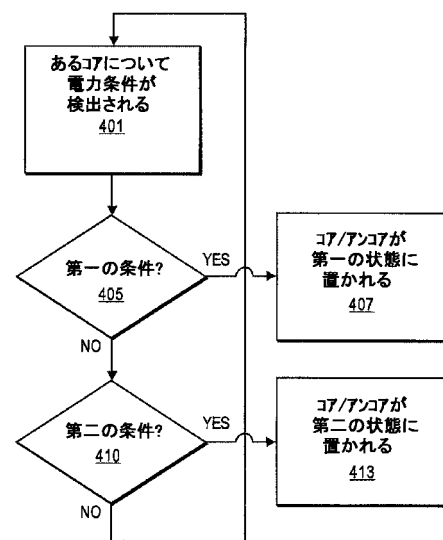 あるコアについて
電力条件が
検出される
401
第一の条件?
405
YES
コア/アンコアが
第一の状態に
置かれる
407
NO
第二の条件?
410
YES
コア/アンコアが
第二の状態に
置かれる
413
NO